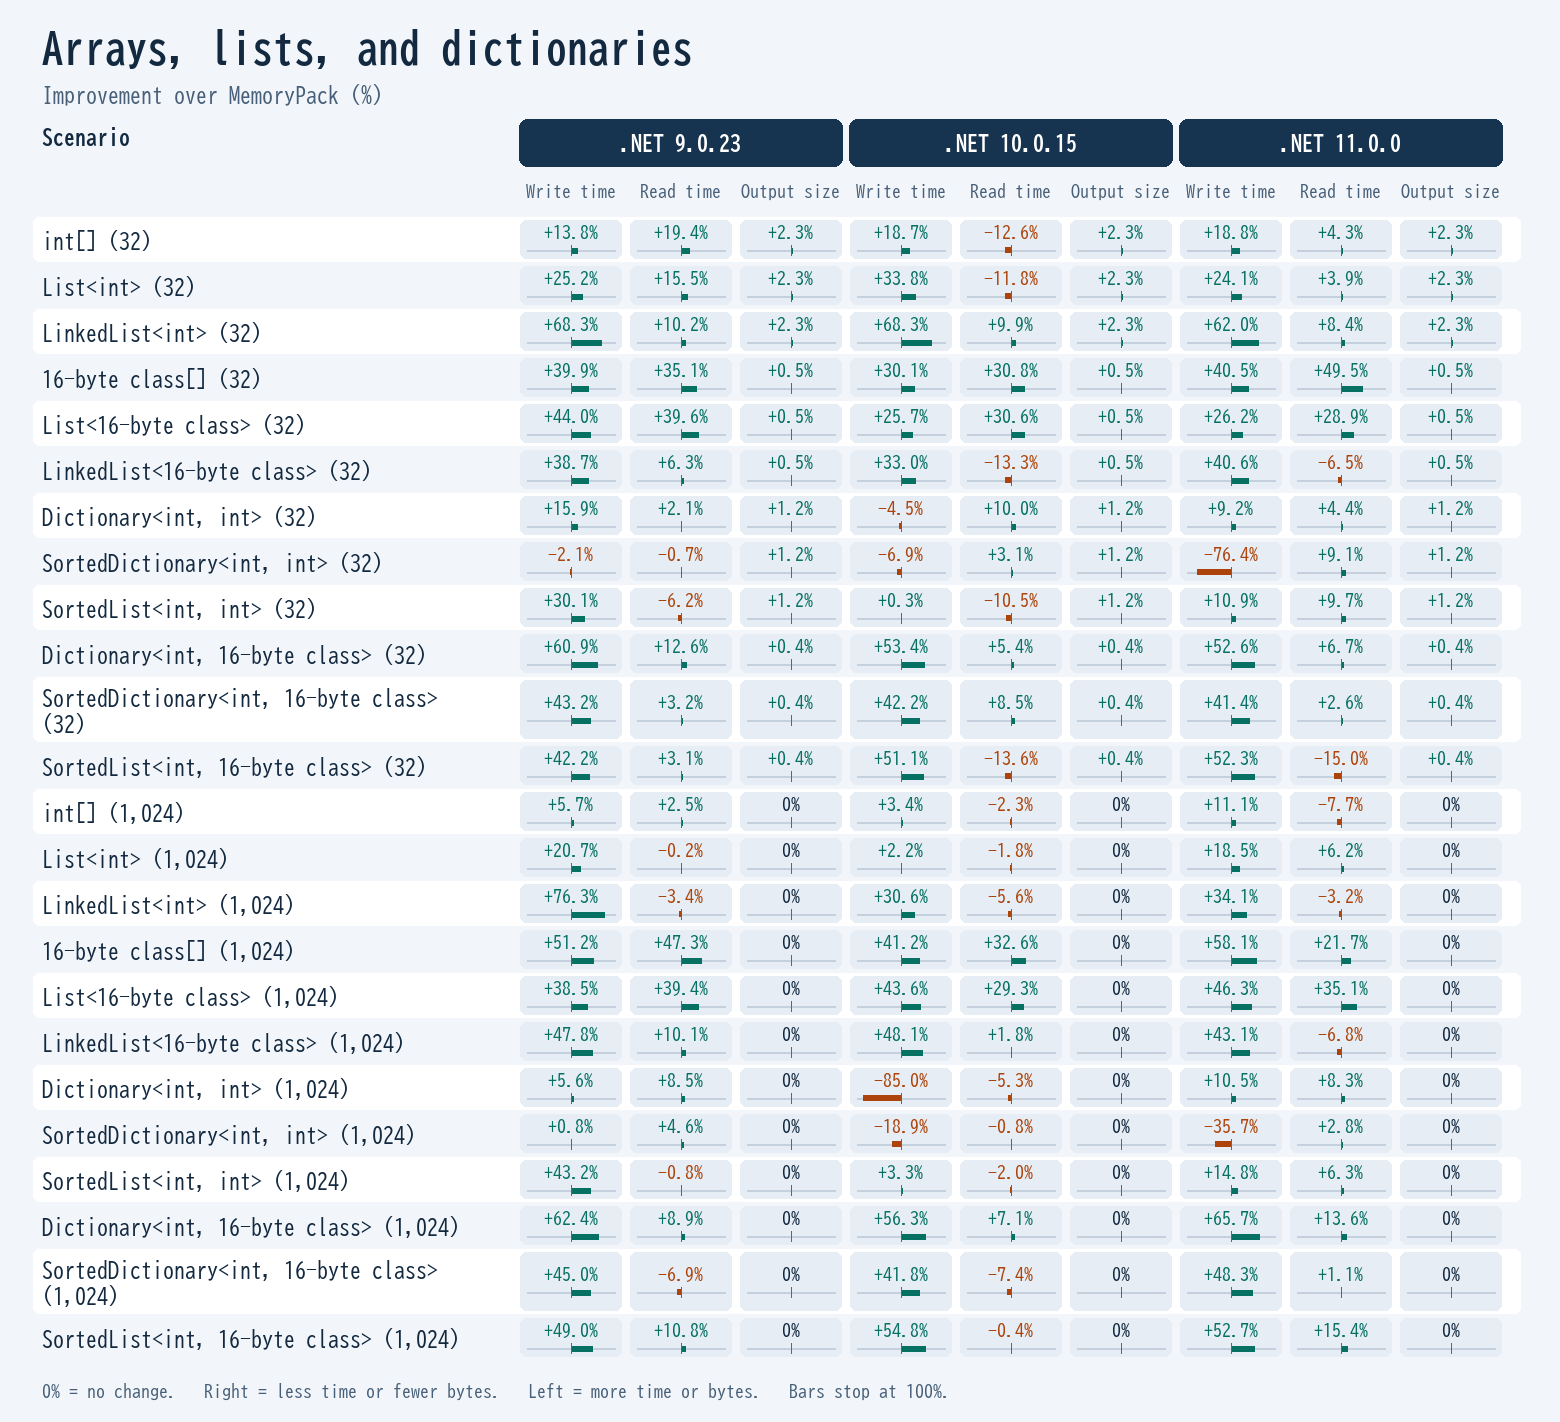 Arrays, lists, and dictionaries
Improvement over MemoryPack (%)
Scenario .NET 9.0.23 .NET 10.0.15 .NET 11.0.0
Write time Read time Output size Write time Read time Output size Write time Read time Output size
int[] (32) +13.8% +19.4% +2.3% +18.7% −12.6% +2.3% +18.8% +4.3% +2.3%
List<int> (32) +25.2% +15.5% +2.3% +33.8% −11.8% +2.3% +24.1% +3.9% +2.3%
LinkedList<int> (32) +68.3% +10.2% +2.3% +68.3% +9.9% +2.3% +62.0% +8.4% +2.3%
16-byte class[] (32) +39.9% +35.1% +0.5% +30.1% +30.8% +0.5% +40.5% +49.5% +0.5%
List<16-byte class> (32) +44.0% +39.6% +0.5% +25.7% +30.6% +0.5% +26.2% +28.9% +0.5%
LinkedList<16-byte class> (32) +38.7% +6.3% +0.5% +33.0% −13.3% +0.5% +40.6% −6.5% +0.5%
Dictionary<int, int> (32) +15.9% +2.1% +1.2% −4.5% +10.0% +1.2% +9.2% +4.4% +1.2%
SortedDictionary<int, int> (32) −2.1% −0.7% +1.2% −6.9% +3.1% +1.2% −76.4% +9.1% +1.2%
SortedList<int, int> (32) +30.1% −6.2% +1.2% +0.3% −10.5% +1.2% +10.9% +9.7% +1.2%
Dictionary<int, 16-byte class> (32) +60.9% +12.6% +0.4% +53.4% +5.4% +0.4% +52.6% +6.7% +0.4%
SortedDictionary<int, 16-byte class>
(32) +43.2% +3.2% +0.4% +42.2% +8.5% +0.4% +41.4% +2.6% +0.4%
SortedList<int, 16-byte class> (32) +42.2% +3.1% +0.4% +51.1% −13.6% +0.4% +52.3% −15.0% +0.4%
int[] (1,024) +5.7% +2.5% 0% +3.4% −2.3% 0% +11.1% −7.7% 0%
List<int> (1,024) +20.7% −0.2% 0% +2.2% −1.8% 0% +18.5% +6.2% 0%
LinkedList<int> (1,024) +76.3% −3.4% 0% +30.6% −5.6% 0% +34.1% −3.2% 0%
16-byte class[] (1,024) +51.2% +47.3% 0% +41.2% +32.6% 0% +58.1% +21.7% 0%
List<16-byte class> (1,024) +38.5% +39.4% 0% +43.6% +29.3% 0% +46.3% +35.1% 0%
LinkedList<16-byte class> (1,024) +47.8% +10.1% 0% +48.1% +1.8% 0% +43.1% −6.8% 0%
Dictionary<int, int> (1,024) +5.6% +8.5% 0% −85.0% −5.3% 0% +10.5% +8.3% 0%
SortedDictionary<int, int> (1,024) +0.8% +4.6% 0% −18.9% −0.8% 0% −35.7% +2.8% 0%
SortedList<int, int> (1,024) +43.2% −0.8% 0% +3.3% −2.0% 0% +14.8% +6.3% 0%
Dictionary<int, 16-byte class> (1,024) +62.4% +8.9% 0% +56.3% +7.1% 0% +65.7% +13.6% 0%
SortedDictionary<int, 16-byte class>
(1,024) +45.0% −6.9% 0% +41.8% −7.4% 0% +48.3% +1.1% 0%
SortedList<int, 16-byte class> (1,024) +49.0% +10.8% 0% +54.8% −0.4% 0% +52.7% +15.4% 0%
0% = no change. Right = less time or fewer bytes. Left = more time or bytes. Bars stop at 100%.